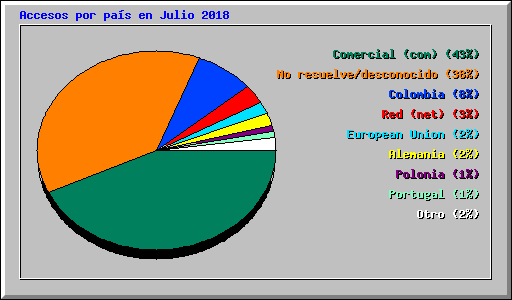 Accesos por país en Julio 2018
Comercial (com) (43%)
No resuelve/desconocido (38%)
Colombia (8%)
Red (net) (3%)
European Union (2%)
Alemania (2%)
Polonia (1%)
Portugal (1%)
Otro (2%)